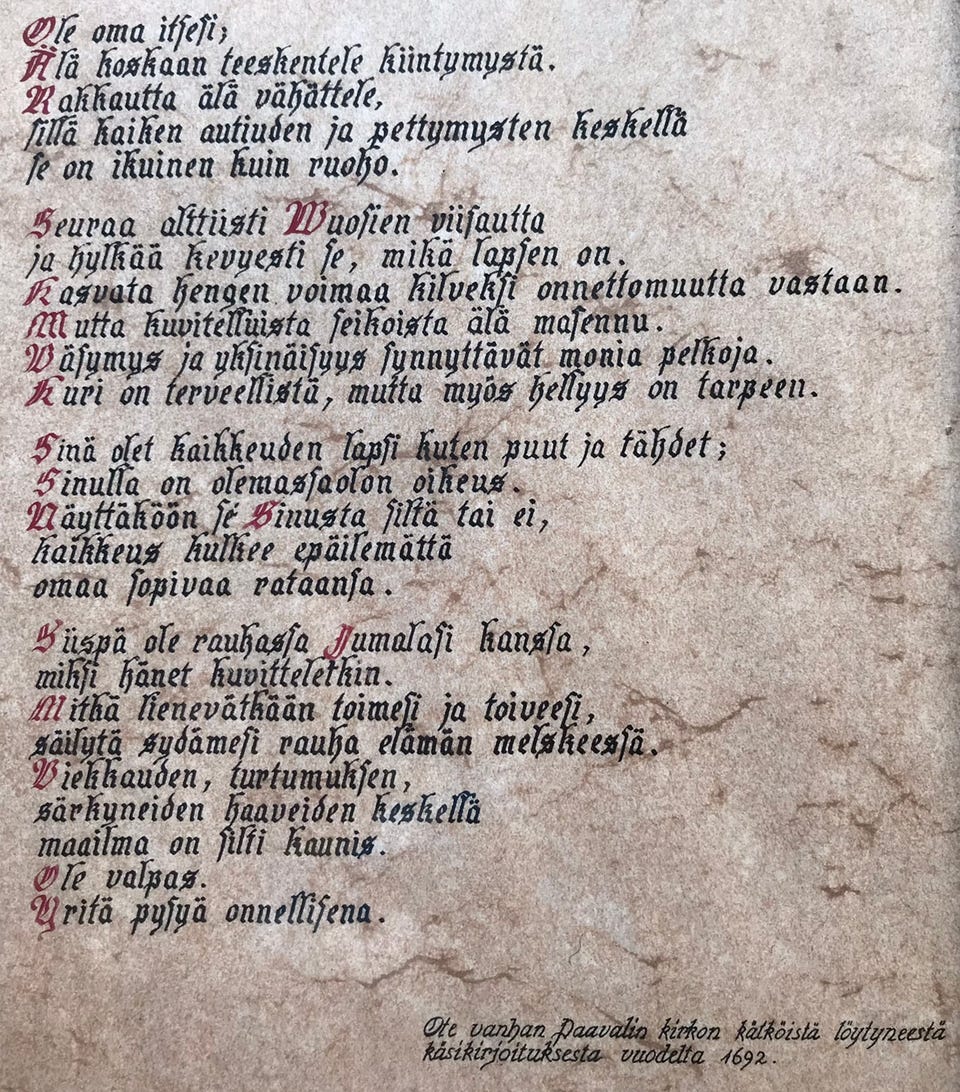 Ole oma itsesi;
Älä koskaan teeskentele kiintymystä.
Rakkautta älä vähättele,
sillä kaiken autiuden ja pettymysten keskellä
se on ikuinen kuin ruoho.
Seuraa alttiisti Wuosien viisautta
ja hylkää kevyesti se, mikä lapsen on.
Kasvata hengen voimaa kilveksi onnettomuutta vastaan.
Mutta kuvitelluista seikoista älä masennu.
Väsymys ja yksinäisyys synnyttävät monia pelkoja.
Kuri on terveellistä, mutta myös hellyys on tarpeen.
Sinä olet kaikkeuden lapsi kuten puut ja tähdet;
Sinulla on olemassaolon oikeus.
Näyttäköön se Sinusta siltä tai ei,
kaikkeus kulkee epäilemättä
omaa sopivaa rataansa.
Siispä ole rauhassa Jumalasi kanssa,
miksi hänet kuvitteletkin.
Mitkä lienevätkään toimesi ja toiveesi,
säilytä sydämesi rauha elämän melskeessä.
Viekkauden, turtumuksen,
särkyneiden haaveiden keskellä
maailma on silti kaunis.
Ole valpas.
Yritä pysyä onnellisena.
Ote vanhan Paavalin kirkon kätköistä löytyneestä
käsikirjoituksesta vuodelta 1692.